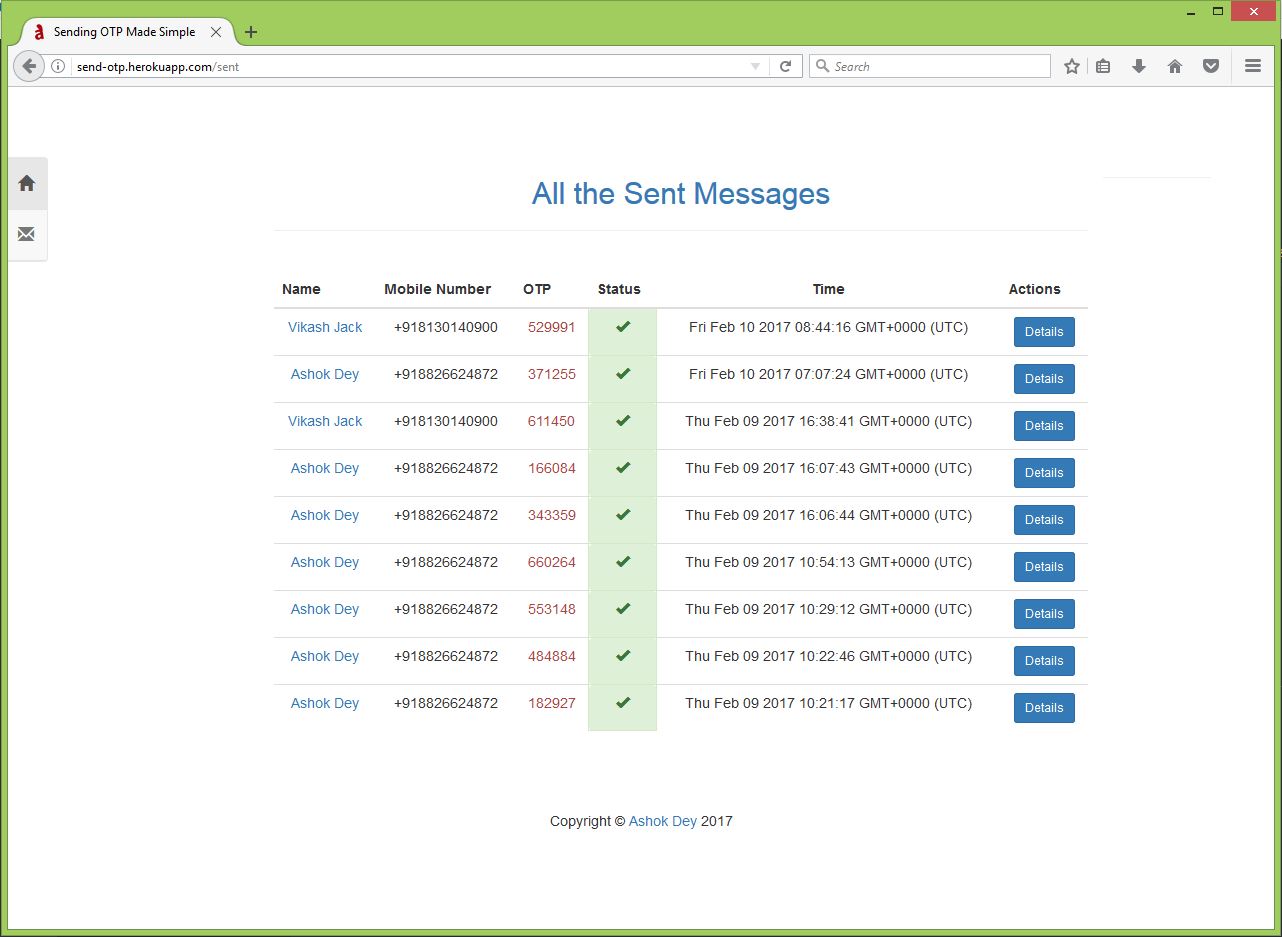 Sending OTP Made Simple
send-otp.herokuapp.com/sent
Search
All the Sent Messages
Name Mobile Number OTP Status Time Actions
Vikash Jack +918130140900 529991 Fri Feb 10 2017 08:44:16 GMT+0000 (UTC) Details
Ashok Dey +918826624872 371255 Fri Feb 10 2017 07:07:24 GMT+0000 (UTC) Details
Vikash Jack +918130140900 611450 Thu Feb 09 2017 16:38:41 GMT+0000 (UTC) Details
Ashok Dey +918826624872 166084 Thu Feb 09 2017 16:07:43 GMT+0000 (UTC) Details
Ashok Dey +918826624872 343359 Thu Feb 09 2017 16:06:44 GMT+0000 (UTC) Details
Ashok Dey +918826624872 660264 Thu Feb 09 2017 10:54:13 GMT+0000 (UTC) Details
Ashok Dey +918826624872 553148 Thu Feb 09 2017 10:29:12 GMT+0000 (UTC) Details
Ashok Dey +918826624872 484884 Thu Feb 09 2017 10:22:46 GMT+0000 (UTC) Details
Ashok Dey +918826624872 182927 Thu Feb 09 2017 10:21:17 GMT+0000 (UTC) Details
Copyright © Ashok Dey 2017